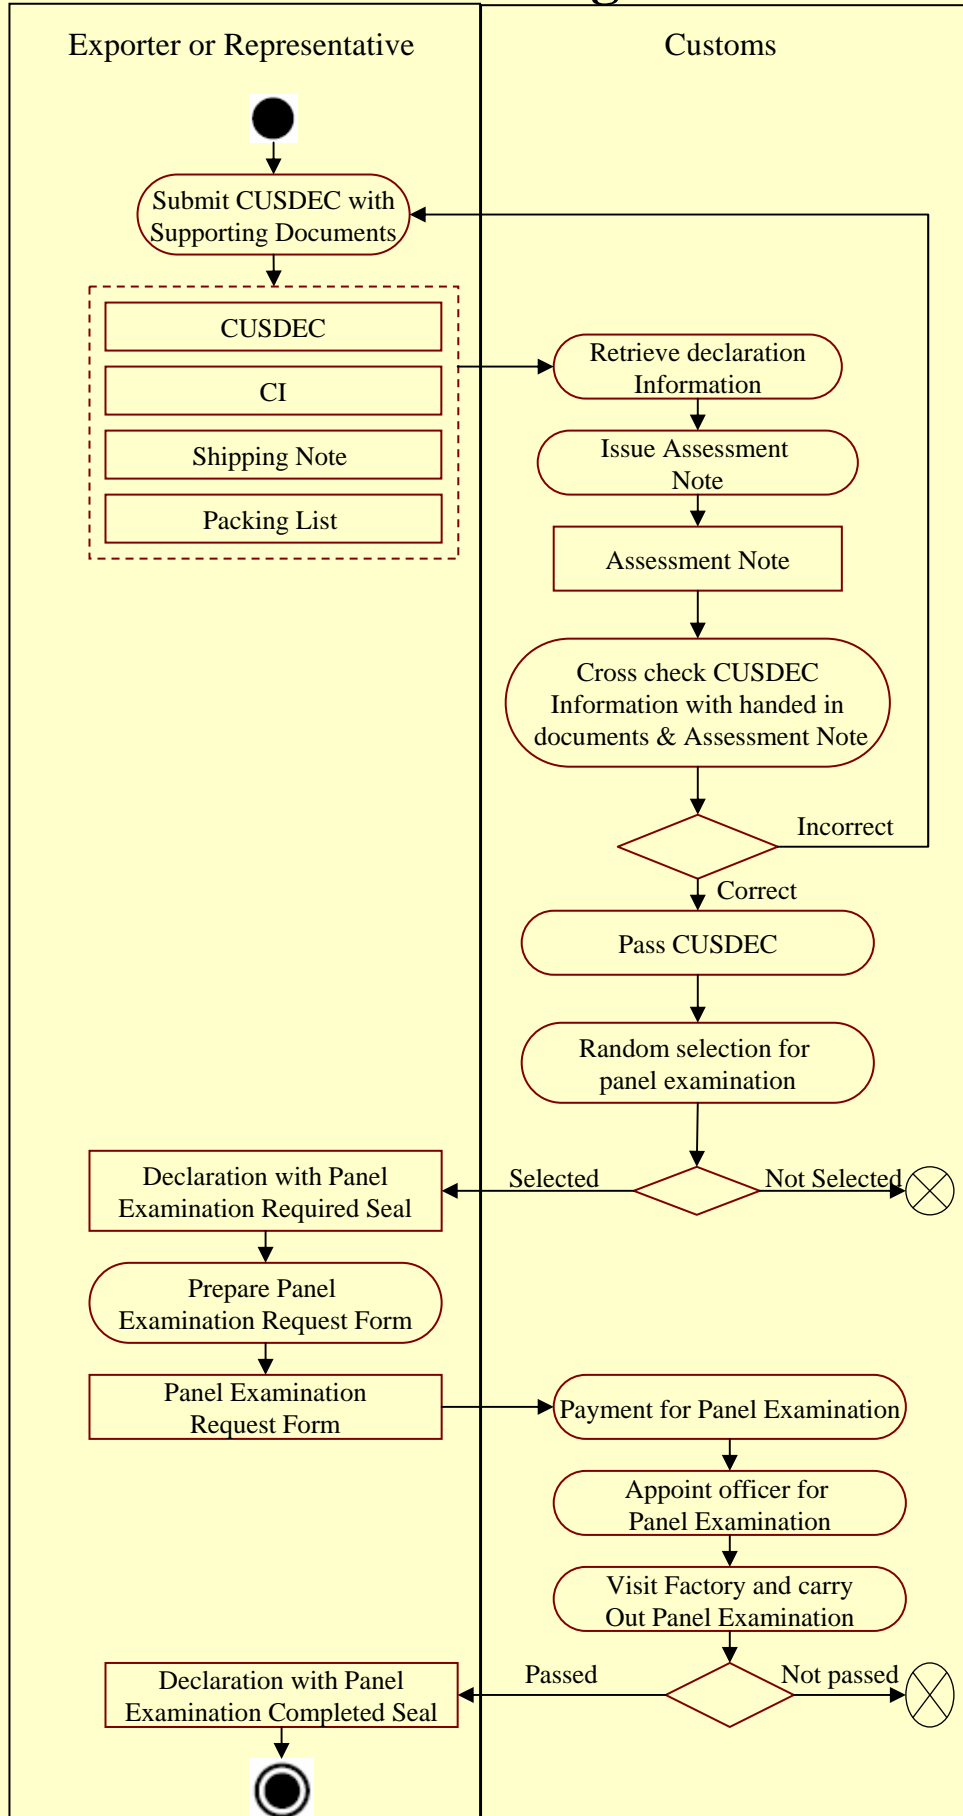 Exporter or Representative
Customs
Submit CUSDEC with
Supporting Documents
CUSDEC
CI
Shipping Note
Packing List
Retrieve declaration
Information
Issue Assessment
Note
Assessment Note
Cross check CUSDEC
Information with handed in
documents & Assessment Note
Incorrect
Correct
Pass CUSDEC
Random selection for
panel examination
Selected
Not Selected
Declaration with Panel
Examination Required Seal
Prepare Panel
Examination Request Form
Panel Examination
Request Form
Payment for Panel Examination
Appoint officer for
Panel Examination
Visit Factory and carry
Out Panel Examination
Passed
Not passed
Declaration with Panel
Examination Completed Seal